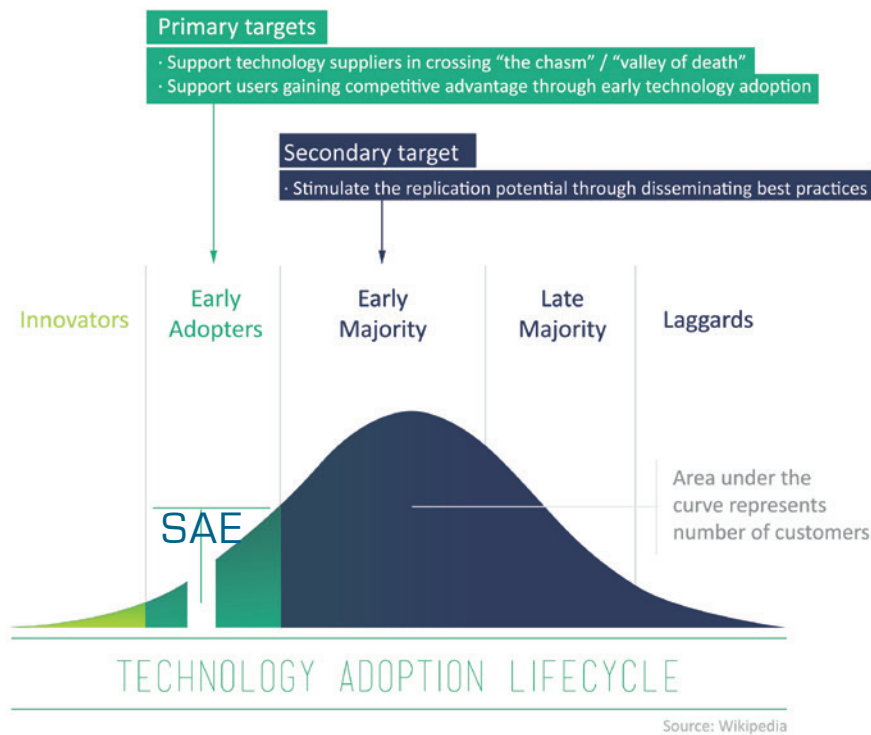 Primary targets
· Support technology suppliers in crossing “the chasm” / “valley of death”
· Support users gaining competitive advantage through early technology adoption
Secondary target
· Stimulate the replication potential through disseminating best practices
Innovators
Early
Adopters
Early
Majority
Late
Majority
Laggards
SAE
Area under the
curve represents
number of customers
TECHNOLOGY ADOPTION LIFECYCLE
Source: Wikipedia